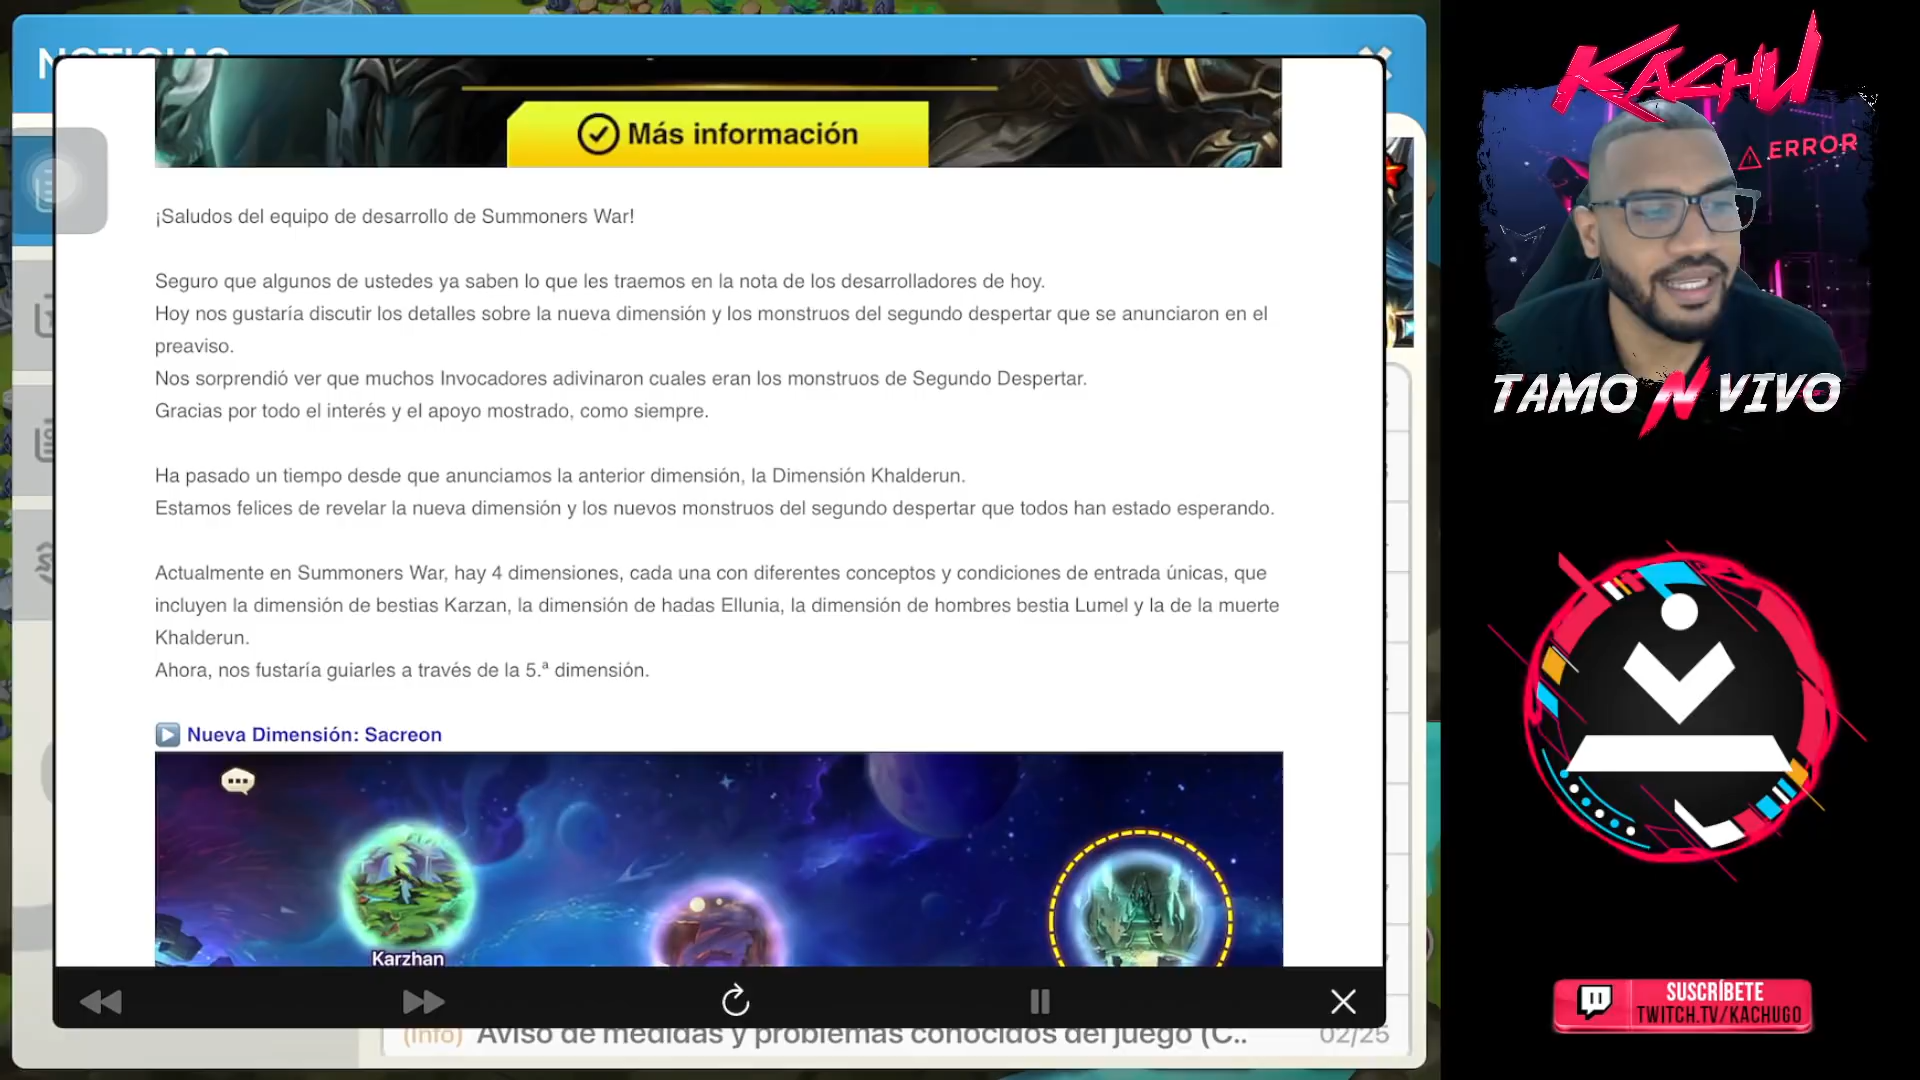 Más información
¡Saludos del equipo de desarrollo de Summoners War!
Seguro que algunos de ustedes ya saben lo que les traemos en la nota de los desarrolladores de hoy.
Hoy nos gustaría discutir los detalles sobre la nueva dimensión y los monstruos del segundo despertar que se anunciaron en el
preaviso.
Nos sorprendió ver que muchos Invocadores adivinaron cuales eran los monstruos de Segundo Despertar.
Gracias por todo el interés y el apoyo mostrado, como siempre.
Ha pasado un tiempo desde que anunciamos la anterior dimensión, la Dimensión Khalderun.
Estamos felices de revelar la nueva dimensión y los nuevos monstruos del segundo despertar que todos han estado esperando.
Actualmente en Summoners War, hay 4 dimensiones, cada una con diferentes conceptos y condiciones de entrada únicas, que
incluyen la dimensión de bestias Karzan, la dimensión de hadas Ellunia, la dimensión de hombres bestia Lumel y la de la muerte
Khalderun.
Ahora, nos fustaría guiarles a través de la 5.ª dimensión.
Nueva Dimensión: Sacreon
Karzhan
(Info) Aviso de medidas y problemas conocidos del juego (C.. 02/25
KACHU
ERROR
TAMO N VIVO
SUSCRÍBETE
TWITCH.TV/KACHUGO